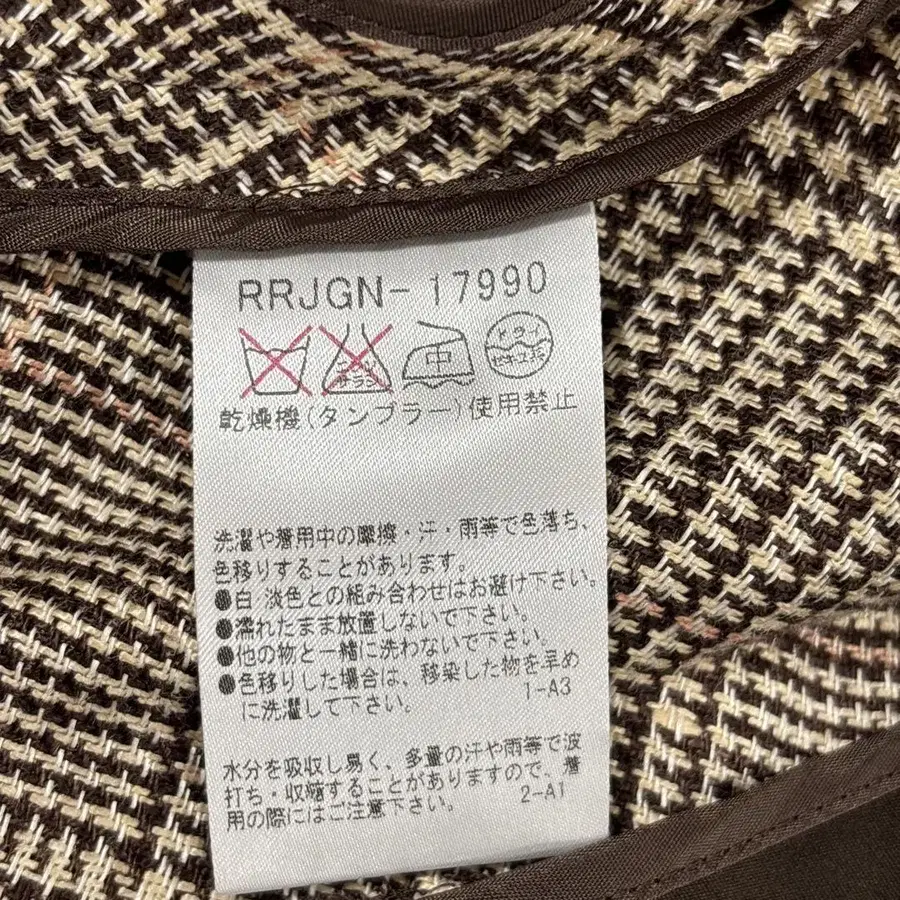 RRJGN-17990
エンソサラシ 中 ドライ セキユ系
乾燥機(タンブラー)使用禁止
洗濯や着用中の摩擦・汗・雨等で色落ち、
色移りすることがあります。
●白 淡色との組み合わせはお避け下さい。
●濡れたまま放置しないで下さい。
●他の物と一緒に洗わないで下さい。
●色移りした場合は、移染した物を早め
に洗濯して下さい。 1-A3
水分を吸収し易く、多量の汗や雨等で波
打ち・収縮することがありますので、着
用の際にはご注意下さい。 2-A1